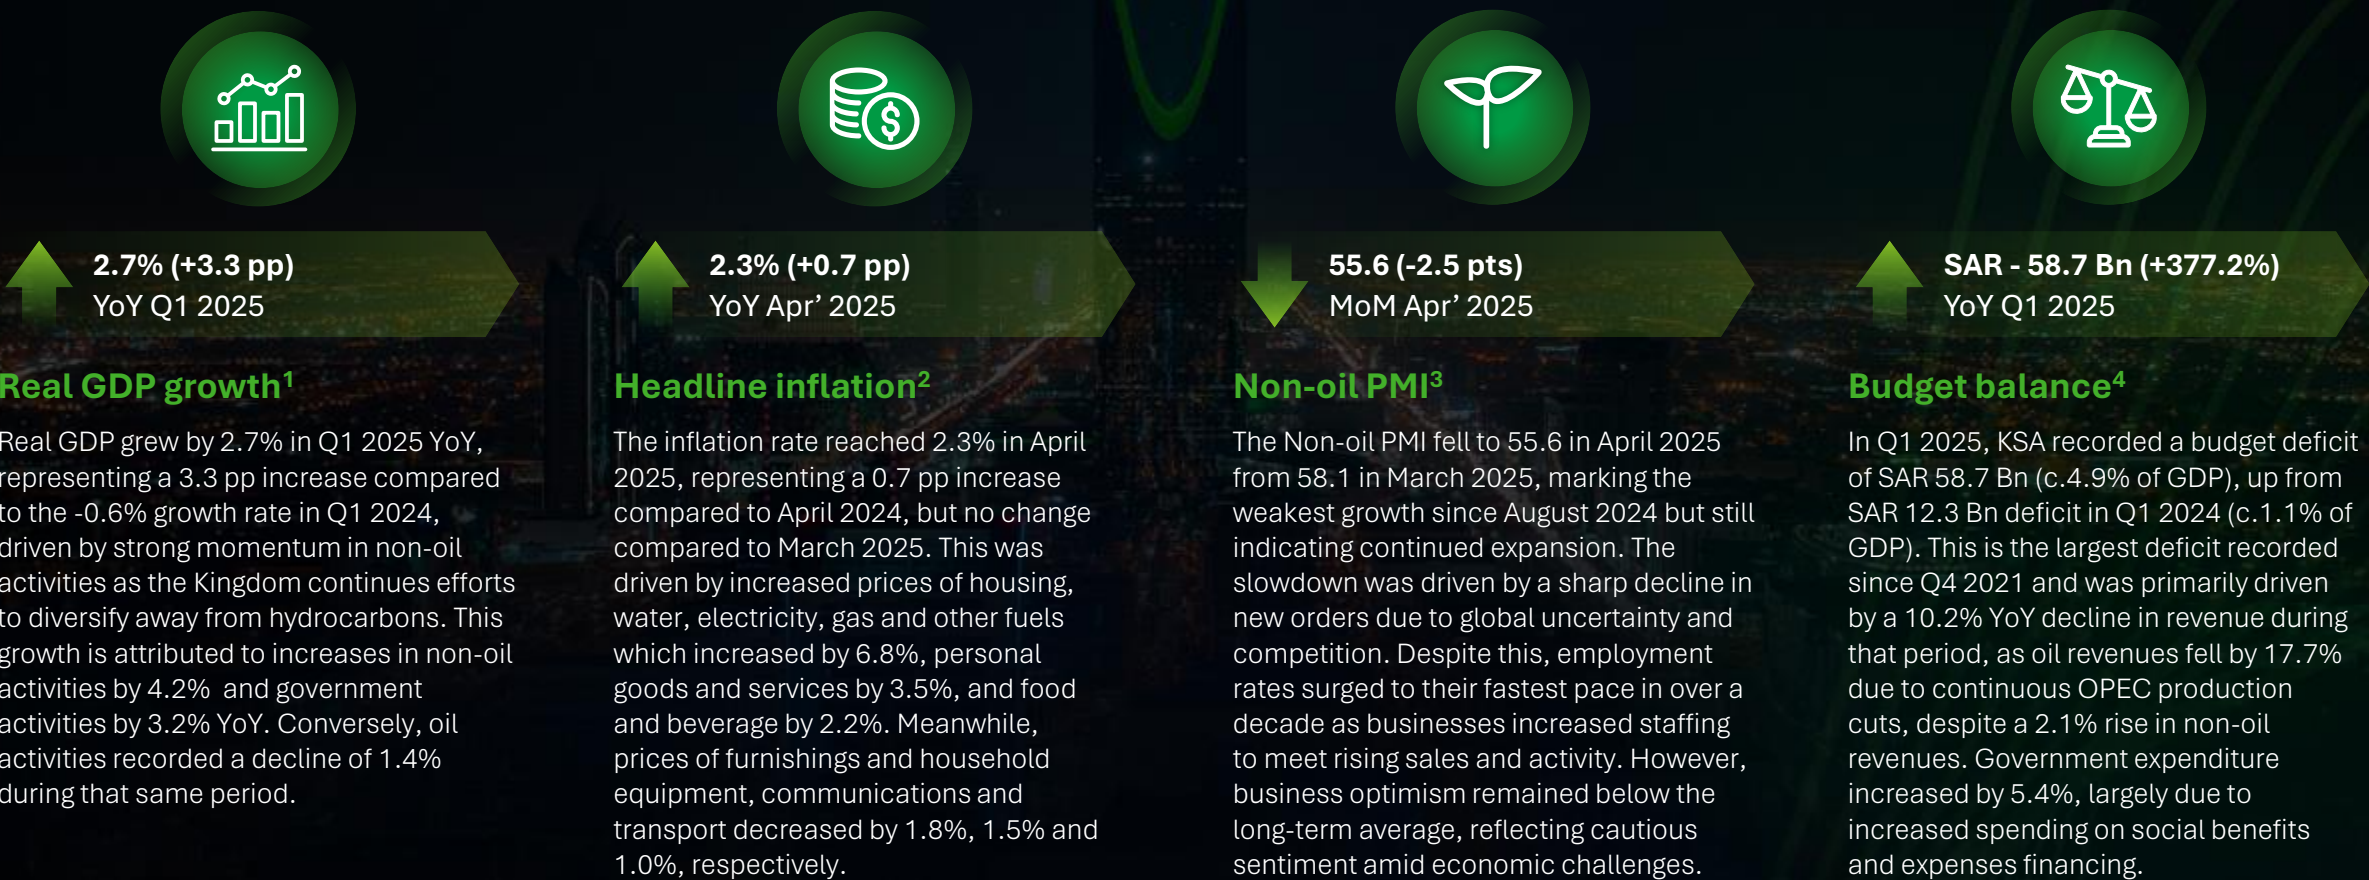 2.7% (+3.3 pp)
YoY Q1 2025
Real GDP growth¹
Real GDP grew by 2.7% in Q1 2025 YoY,
representing a 3.3 pp increase compared
to the -0.6% growth rate in Q1 2024,
driven by strong momentum in non-oil
activities as the Kingdom continues efforts
to diversify away from hydrocarbons. This
growth is attributed to increases in non-oil
activities by 4.2%  and government
activities by 3.2% YoY. Conversely, oil
activities recorded a decline of 1.4%
during that same period.
2.3% (+0.7 pp)
YoY Apr’ 2025
Headline inflation²
The inflation rate reached 2.3% in April
2025, representing a 0.7 pp increase
compared to April 2024, but no change
compared to March 2025. This was
driven by increased prices of housing,
water, electricity, gas and other fuels
which increased by 6.8%, personal
goods and services by 3.5%, and food
and beverage by 2.2%. Meanwhile,
prices of furnishings and household
equipment, communications and
transport decreased by 1.8%, 1.5% and
1.0%, respectively.
55.6 (-2.5 pts)
MoM Apr’ 2025
Non-oil PMI³
The Non-oil PMI fell to 55.6 in April 2025
from 58.1 in March 2025, marking the
weakest growth since August 2024 but still
indicating continued expansion. The
slowdown was driven by a sharp decline in
new orders due to global uncertainty and
competition. Despite this, employment
rates surged to their fastest pace in over a
decade as businesses increased staffing
to meet rising sales and activity. However,
business optimism remained below the
long-term average, reflecting cautious
sentiment amid economic challenges.
SAR - 58.7 Bn (+377.2%)
YoY Q1 2025
Budget balance⁴
In Q1 2025, KSA recorded a budget deficit
of SAR 58.7 Bn (c.4.9% of GDP), up from
SAR 12.3 Bn deficit in Q1 2024 (c.1.1% of
GDP). This is the largest deficit recorded
since Q4 2021 and was primarily driven
by a 10.2% YoY decline in revenue during
that period, as oil revenues fell by 17.7%
due to continuous OPEC production
cuts, despite a 2.1% rise in non-oil
revenues. Government expenditure
increased by 5.4%, largely due to
increased spending on social benefits
and expenses financing.